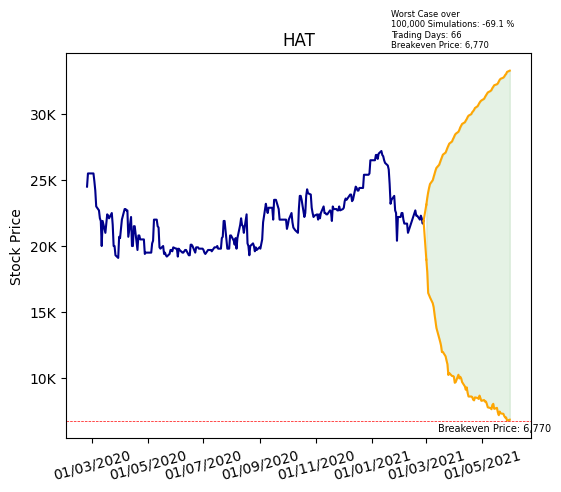 Worst Case over
100,000 Simulations: -69.1 %
Trading Days: 66
Breakeven Price: 6,770
HAT
Stock Price
30K
25K
20K
15K
10K
Breakeven Price: 6,770
01/03/2020
01/05/2020
01/07/2020
01/09/2020
01/11/2020
01/01/2021
01/03/2021
01/05/2021